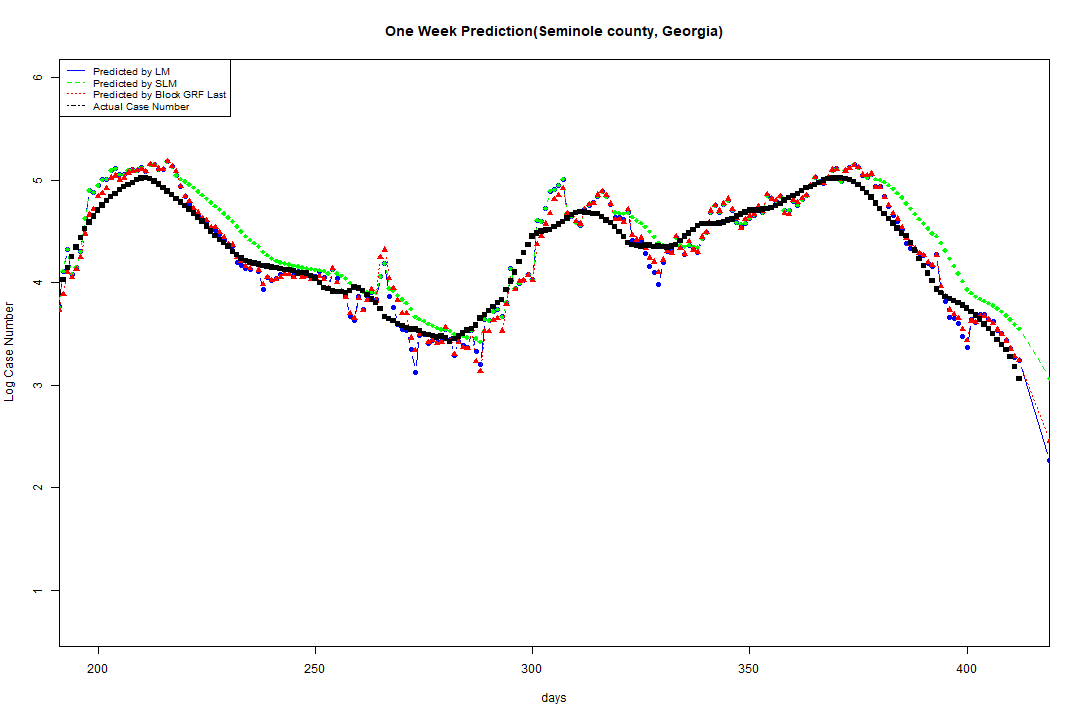 One Week Prediction(Seminole county, Georgia)
Predicted by LM
Predicted by SLM
Predicted by Block GRF Last
Actual Case Number
6
5
4
3
2
1
Log Case Number
200 250 300 350 400
days